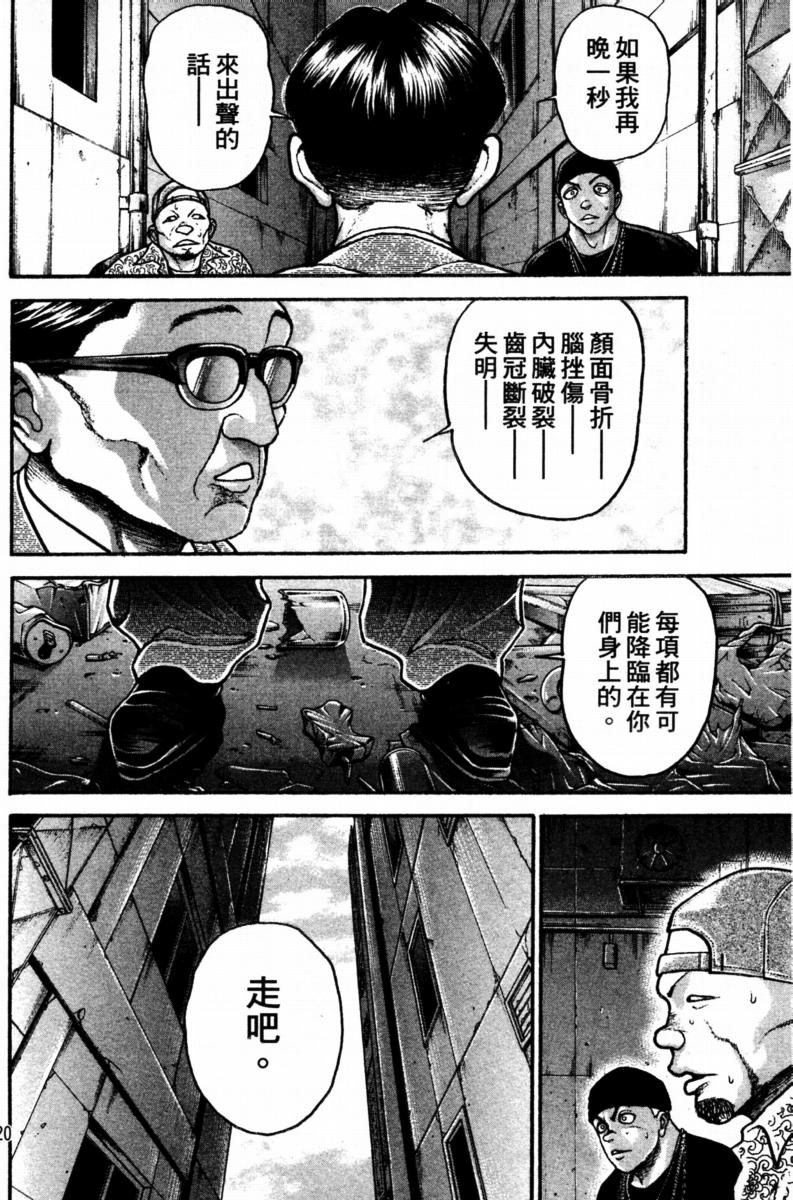 如果我再
晚一秒
來出聲的
話——
顏面骨折——
腦挫傷——
內臟破裂——
齒冠斷裂——
失明——
每項都有可
能降臨在你
們身上的。
走吧。
20